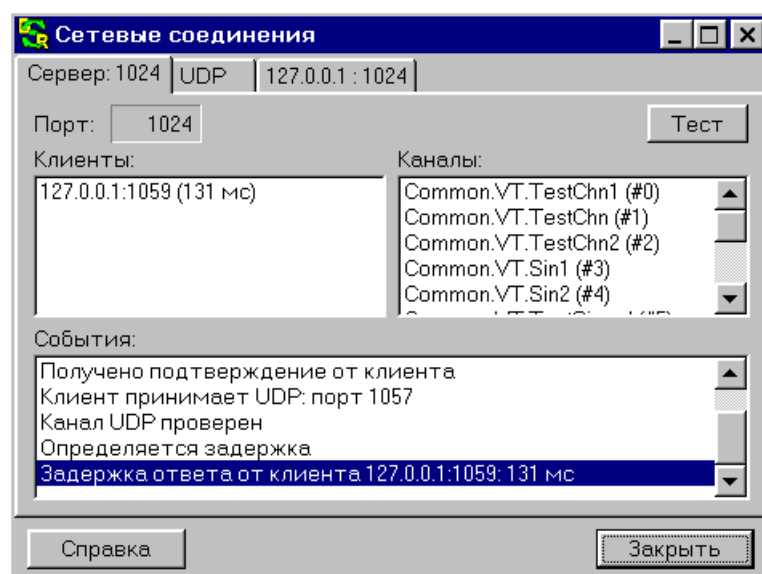 Сетевые соединения
Сервер: 1024 UDP 127.0.0.1 : 1024
Порт: 1024 Тест
Клиенты: Каналы:
127.0.0.1:1059 (131 мс)
Common.VT.TestChn1 (#0)
Common.VT.TestChn (#1)
Common.VT.TestChn2 (#2)
Common.VT.Sin1 (#3)
Common.VT.Sin2 (#4)
События:
Получено подтверждение от клиента
Клиент принимает UDP: порт 1057
Канал UDP проверен
Определяется задержка
Задержка ответа от клиента 127.0.0.1:1059: 131 мс
Справка Закрыть